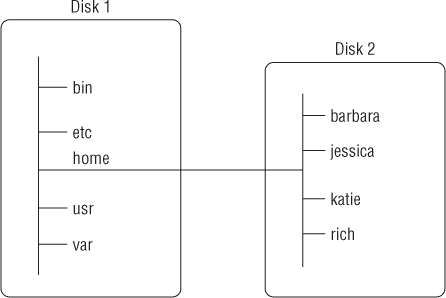 Disk 1
bin
etc
home
usr
var
Disk 2
barbara
jessica
katie
rich